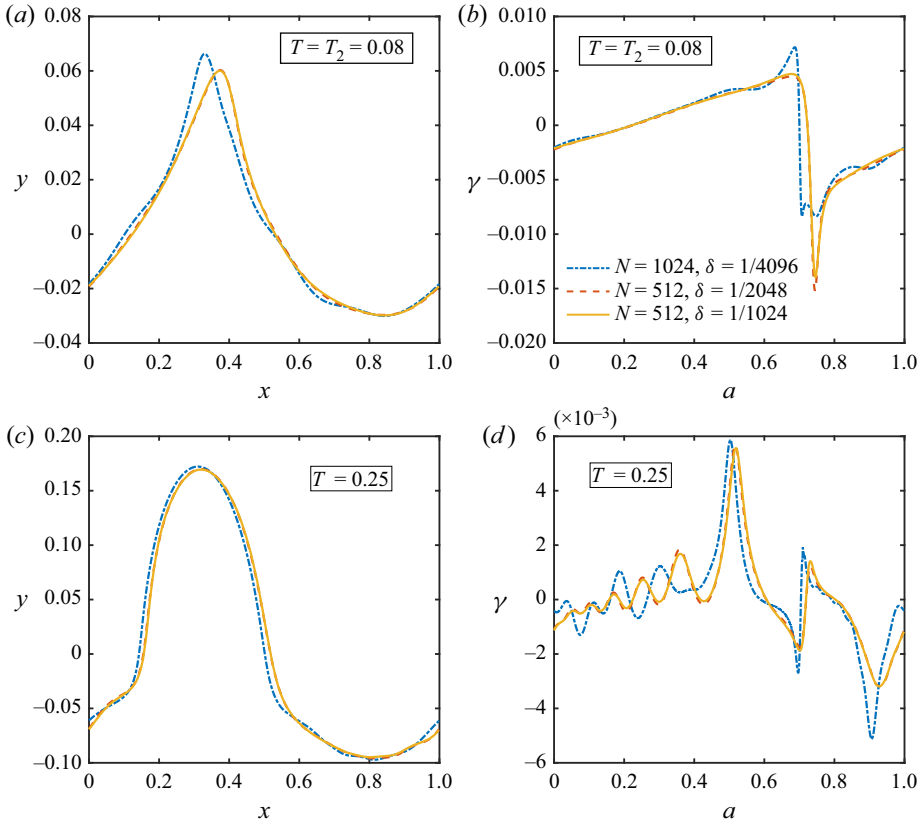 (a)
T = T2 = 0.08
0.08
0.06
0.04
y
0.02
0
–0.02
–0.04
0 0.2 0.4 0.6 0.8 1.0
x
(b)
T = T2 = 0.08
0.010
0.005
0
γ
–0.005
–0.010
–0.015
–0.020
N = 1024, δ = 1/4096
N = 512, δ = 1/2048
N = 512, δ = 1/1024
0 0.2 0.4 0.6 0.8 1.0
a
(c)
T = 0.25
0.20
0.15
0.10
y
0.05
0
–0.05
–0.10
0 0.2 0.4 0.6 0.8 1.0
x
(d)
(×10–3)
T = 0.25
6
4
2
γ
0
–2
–4
–6
0 0.2 0.4 0.6 0.8 1.0
a